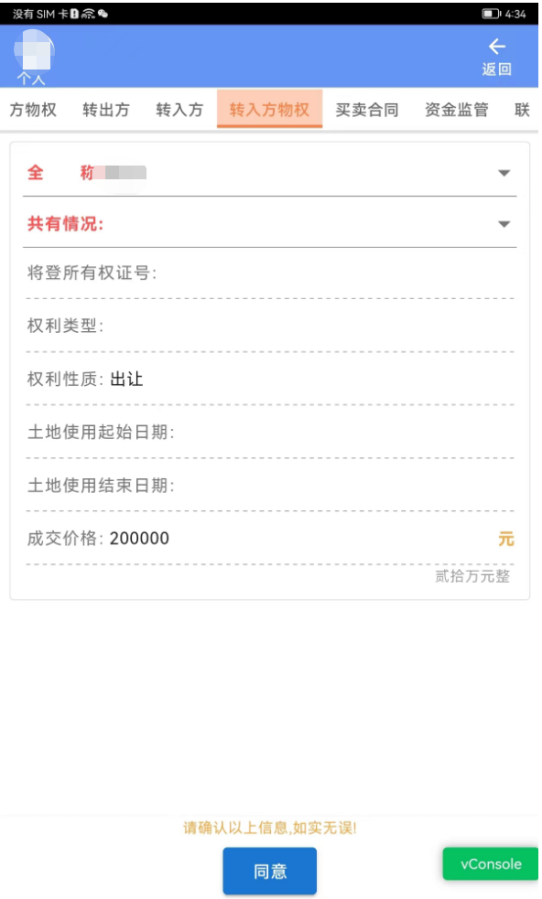 没有 SIM 卡 4:34
个人 返回
方物权 转出方 转入方 转入方物权 买卖合同 资金监管 联
全 称
共有情况:
将登所有权证号:
权利类型:
权利性质: 出让
土地使用起始日期:
土地使用结束日期:
成交价格: 200000 元
贰拾万元整
请确认以上信息,如实无误!
同意
vConsole